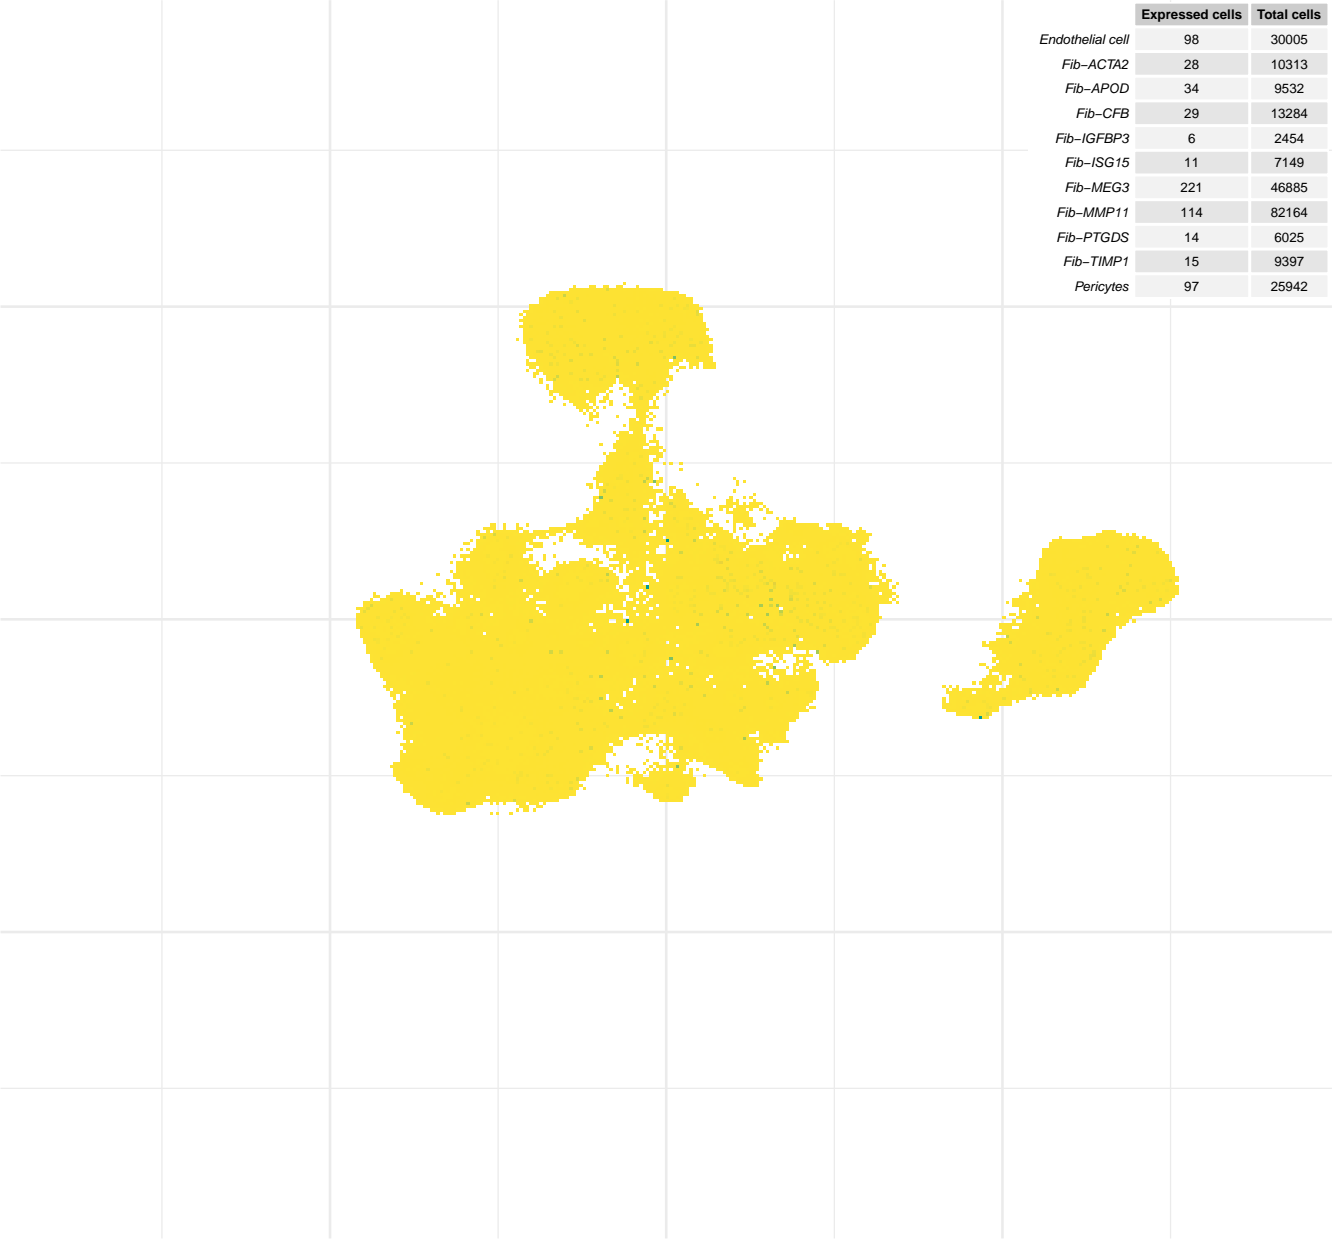 Expressed cells Total cells
Endothelial cell 98 30005
Fib−ACTA2 28 10313
Fib−APOD 34 9532
Fib−CFB 29 13284
Fib−IGFBP3 6 2454
Fib−ISG15 11 7149
Fib−MEG3 221 46885
Fib−MMP11 114 82164
Fib−PTGDS 14 6025
Fib−TIMP1 15 9397
Pericytes 97 25942